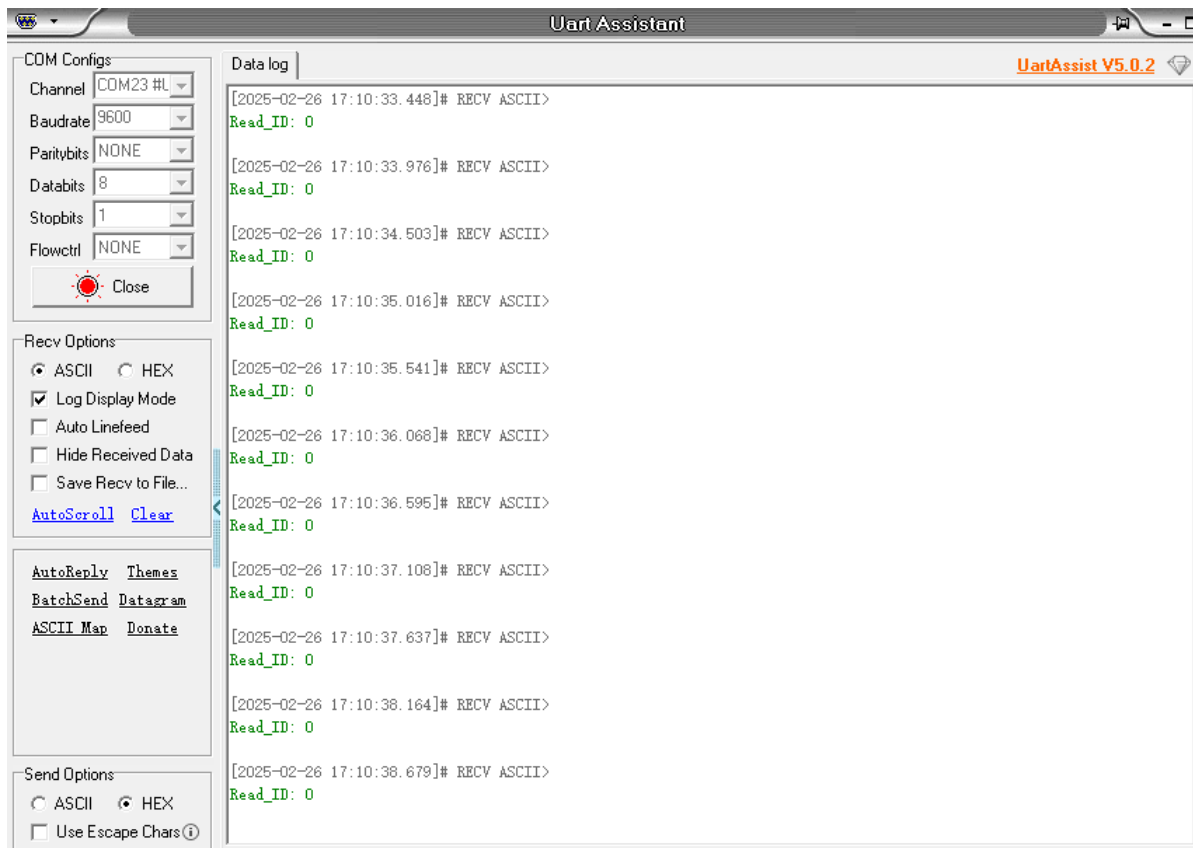 Uart Assistant
COM Configs
Channel COM23 #L
Baudrate 9600
Paritybits NONE
Databits 8
Stopbits 1
Flowctrl NONE
Close
Recv Options
ASCII HEX
Log Display Mode
Auto Linefeed
Hide Received Data
Save Recv to File...
AutoScroll Clear
AutoReply Themes
BatchSend Datagram
ASCII Map Donate
Send Options
ASCII HEX
Use Escape Chars
Data log
UartAssist V5.0.2
[2025-02-26 17:10:33.448]# RECV ASCII>
Read_ID: 0
[2025-02-26 17:10:33.976]# RECV ASCII>
Read_ID: 0
[2025-02-26 17:10:34.503]# RECV ASCII>
Read_ID: 0
[2025-02-26 17:10:35.016]# RECV ASCII>
Read_ID: 0
[2025-02-26 17:10:35.541]# RECV ASCII>
Read_ID: 0
[2025-02-26 17:10:36.068]# RECV ASCII>
Read_ID: 0
[2025-02-26 17:10:36.595]# RECV ASCII>
Read_ID: 0
[2025-02-26 17:10:37.108]# RECV ASCII>
Read_ID: 0
[2025-02-26 17:10:37.637]# RECV ASCII>
Read_ID: 0
[2025-02-26 17:10:38.164]# RECV ASCII>
Read_ID: 0
[2025-02-26 17:10:38.679]# RECV ASCII>
Read_ID: 0